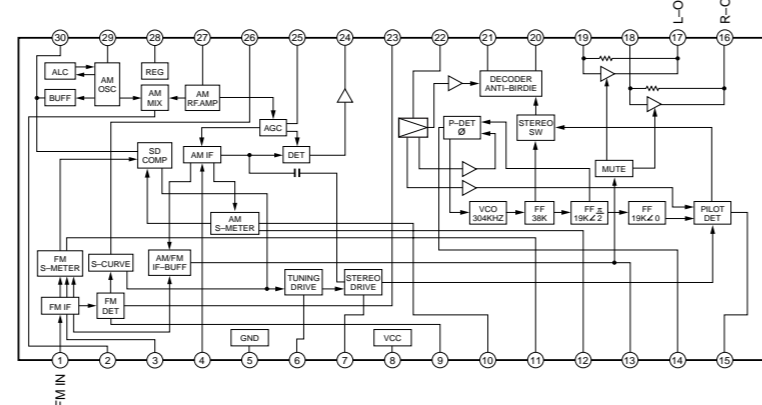 L–O
R–O
30 29 28 27 26 25 24 23 22 21 20 19 18 17 16
ALC
AM
OSC
REG
BUFF
AM
MIX
AM
RF.AMP
DECODER
ANTI–BIRDIE
AGC
P–DET
Ø
STEREO
SW
SD
COMP
AM IF
DET
MUTE
AM
S–METER
VCO
304KHZ
FF
38K
FF π
19K∠2
FF
19K∠0
PILOT
DET
FM
S–METER
S–CURVE
AM/FM
IF–BUFF
TUNING
DRIVE
STEREO
DRIVE
FM IF
FM
DET
GND
VCC
1 2 3 4 5 6 7 8 9 10 11 12 13 14 15
FM IN